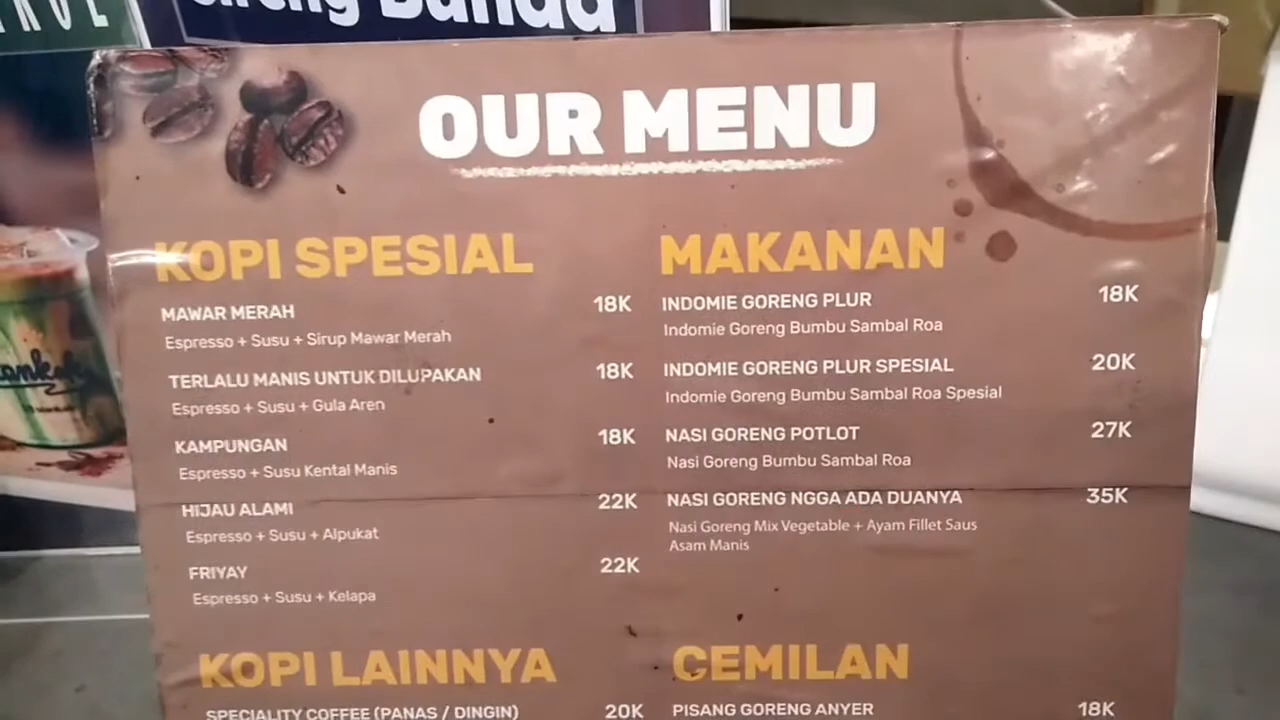 Banda
OUR MENU
KOPI SPESIAL
MAWAR MERAH 18K
Espresso + Susu + Sirup Mawar Merah
TERLALU MANIS UNTUK DILUPAKAN 18K
Espresso + Susu + Gula Aren
KAMPUNGAN 18K
Espresso + Susu Kental Manis
HIJAU ALAMI 22K
Espresso + Susu + Alpukat
FRIYAY 22K
Espresso + Susu + Kelapa
KOPI LAINNYA
SPECIALITY COFFEE (PANAS / DINGIN) 20K
MAKANAN
INDOMIE GORENG PLUR 18K
Indomie Goreng Bumbu Sambal Roa
INDOMIE GORENG PLUR SPESIAL 20K
Indomie Goreng Bumbu Sambal Roa Spesial
NASI GORENG POTLOT 27K
Nasi Goreng Bumbu Sambal Roa
NASI GORENG NGGA ADA DUANYA 35K
Nasi Goreng Mix Vegetable + Ayam Fillet Saus
Asam Manis
CEMILAN
PISANG GORENG ANYER 18K